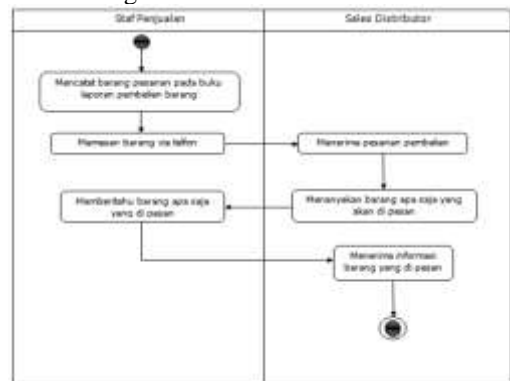 Staf Penjualan
Sales Distributor
Mencatat barang pesanan pada buku
laporan pembelian barang
Memesan barang via telfon
Menerima pesanan pembelian
Menanyakan barang apa saja yang
akan di pesan
Memberitahu barang apa saja
yang di pesan
Menerima informasi
barang yang di pesan